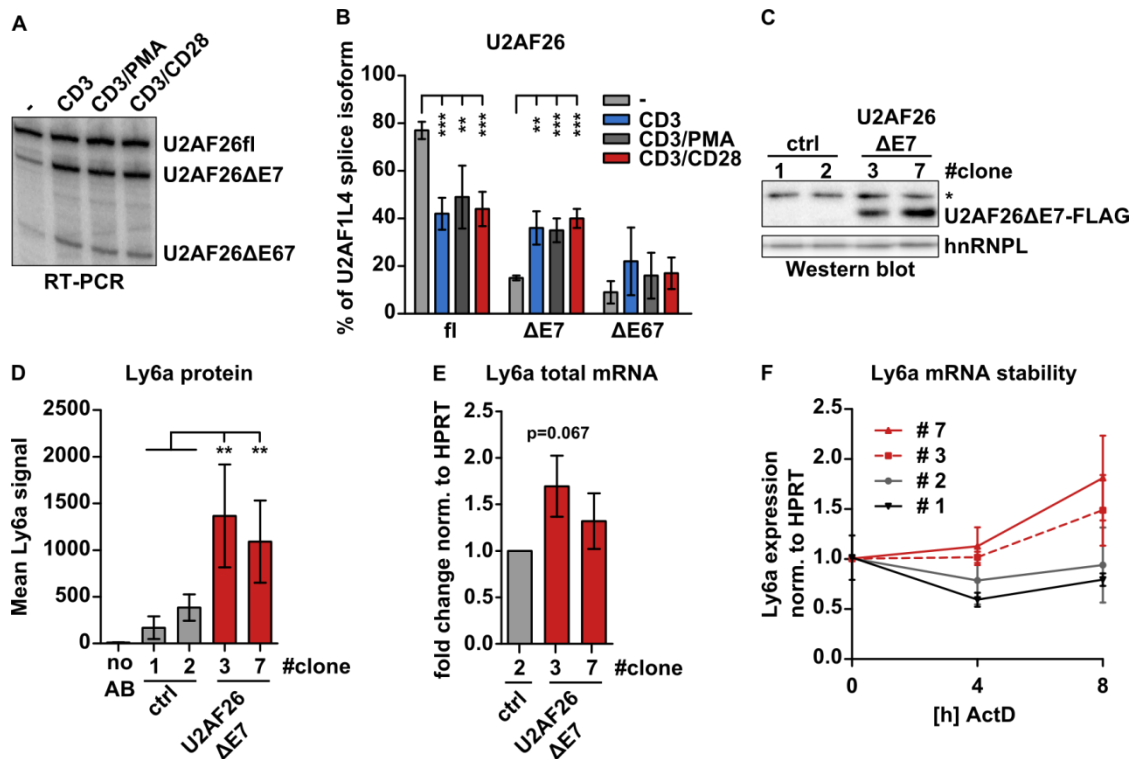 A
-
CD3
CD3/PMA
CD3/CD28
U2AF26fl
U2AF26ΔE7
U2AF26ΔE67
RT-PCR
B
U2AF26
% of U2AF1L4 splice isoform
100
80
60
40
20
0
***
**
***
**
***
***
-
CD3
CD3/PMA
CD3/CD28
fl
ΔE7
ΔE67
C
U2AF26
ctrl
ΔE7
1 2 3 7 #clone
*
U2AF26ΔE7-FLAG
hnRNPL
Western blot
D
Ly6a protein
Mean Ly6a signal
2500
2000
1500
1000
500
0
** **
no 1 2 3 7 #clone
AB
ctrl
U2AF26
ΔE7
E
Ly6a total mRNA
fold change norm. to HPRT
2.5
2.0
1.5
1.0
0.5
0.0
p=0.067
2 3 7 #clone
ctrl
U2AF26
ΔE7
F
Ly6a mRNA stability
Ly6a expression
norm. to HPRT
2.5
2.0
1.5
1.0
0.5
0.0
# 7
# 3
# 2
# 1
0 4 8
[h] ActD